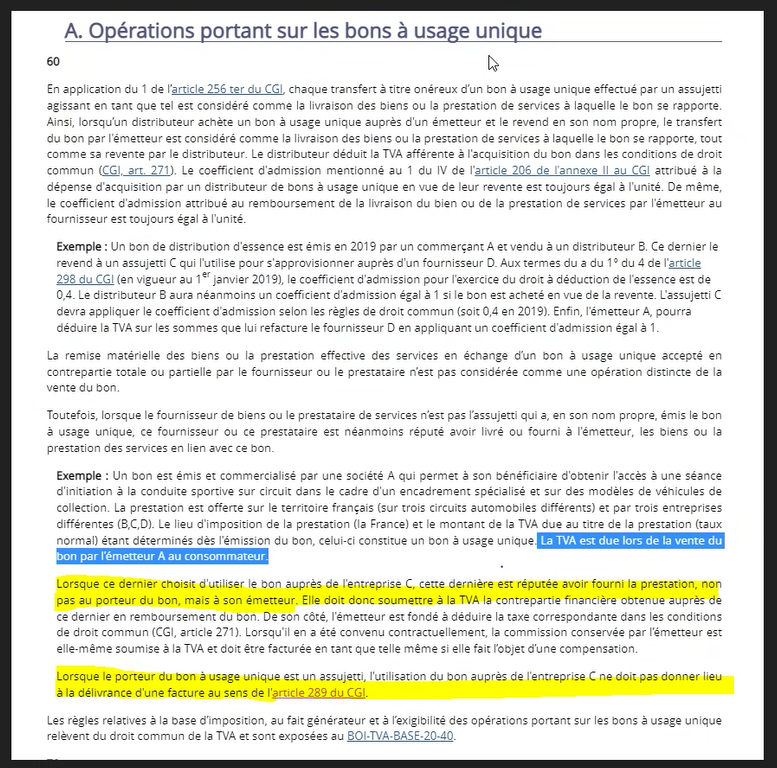 A. Opérations portant sur les bons à usage unique
60
En application du 1 de l'article 256 ter du CGI, chaque transfert à titre onéreux d'un bon à usage unique effectué par un assujetti
agissant en tant que tel est considéré comme la livraison des biens ou la prestation de services à laquelle le bon se rapporte.
Ainsi, lorsqu'un distributeur achète un bon à usage unique auprès d'un émetteur et le revend en son nom propre, le transfert
du bon par l'émetteur est considéré comme la livraison des biens ou la prestation de services à laquelle le bon se rapporte, tout
comme sa revente par le distributeur. Le distributeur déduit la TVA afférente à l'acquisition du bon dans les conditions de droit
commun (CGI, art. 271). Le coefficient d'admission mentionné au 1 du IV de l'article 206 de l'annexe II au CGI attribué à la
dépense d'acquisition par un distributeur de bons à usage unique en vue de leur revente est toujours égal à l'unité. De même,
le coefficient d'admission attribué au remboursement de la livraison du bien ou de la prestation de services par l'émetteur au
fournisseur est toujours égal à l'unité.
Exemple : Un bon de distribution d'essence est émis en 2019 par un commerçant A et vendu à un distributeur B. Ce dernier le
revend à un assujetti C qui l'utilise pour s'approvisionner auprès d'un fournisseur D. Aux termes du a du 1° du 4 de l'article
298 du CGI (en vigueur au 1er janvier 2019), le coefficient d'admission pour l'exercice du droit à déduction de l'essence est de
0,4. Le distributeur B aura néanmoins un coefficient d'admission égal à 1 si le bon est acheté en vue de la revente. L'assujetti C
devra appliquer le coefficient d'admission selon les règles de droit commun (soit 0,4 en 2019). Enfin, l'émetteur A, pourra
déduire la TVA sur les sommes que lui refacture le fournisseur D en appliquant un coefficient d'admission égal à 1.
La remise matérielle des biens ou la prestation effective des services en échange d'un bon à usage unique accepté en
contrepartie totale ou partielle par le fournisseur ou le prestataire n'est pas considérée comme une opération distincte de la
vente du bon.
Toutefois, lorsque le fournisseur de biens ou le prestataire de services n'est pas l'assujetti qui a, en son nom propre, émis le bon
à usage unique, ce fournisseur ou ce prestataire est néanmoins réputé avoir livré ou fourni à l'émetteur, les biens ou la
prestation des services en lien avec ce bon.
Exemple : Un bon est émis et commercialisé par une société A qui permet à son bénéficiaire d'obtenir l'accès à une séance
d'initiation à la conduite sportive sur circuit dans le cadre d'un encadrement spécialisé et sur des modèles de véhicules de
collection. La prestation est offerte sur le territoire français (sur trois circuits automobiles différents) et par trois entreprises
différentes (B,C,D). Le lieu d'imposition de la prestation (la France) et le montant de la TVA due au titre de la prestation (taux
normal) étant déterminés dès l'émission du bon, celui-ci constitue un bon à usage unique. La TVA est due lors de la vente du
bon par l'émetteur A au consommateur.
Lorsque ce dernier choisit d'utiliser le bon auprès de l'entreprise C, cette dernière est réputée avoir fourni la prestation, non
pas au porteur du bon, mais à son émetteur. Elle doit donc soumettre à la TVA la contrepartie financière obtenue auprès de
ce dernier en remboursement du bon. De son côté, l'émetteur est fondé à déduire la taxe correspondante dans les conditions
de droit commun (CGI, article 271). Lorsqu'il en a été convenu contractuellement, la commission conservée par l'émetteur est
elle-même soumise à la TVA et doit être facturée en tant que telle même si elle fait l'objet d'une compensation.
Lorsque le porteur du bon à usage unique est un assujetti, l'utilisation du bon auprès de l'entreprise C ne doit pas donner lieu
à la délivrance d'une facture au sens de l'article 289 du CGI.
Les règles relatives à la base d'imposition, au fait générateur et à l'exigibilité des opérations portant sur les bons à usage unique
relèvent du droit commun de la TVA et sont exposées au BOI-TVA-BASE-20-40.